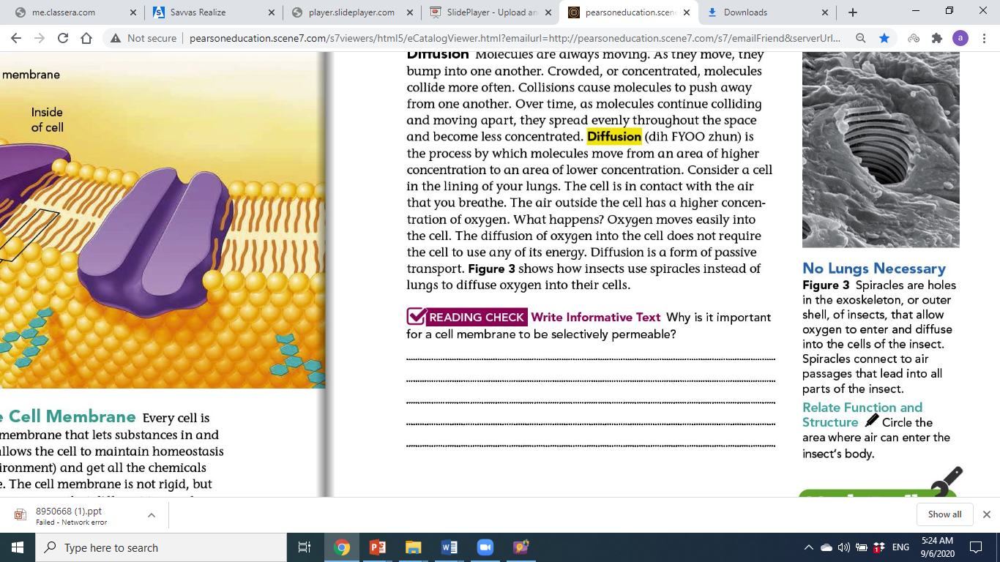 me.classera.com
Savvas Realize
player.slideplayer.com
SlidePlayer - Upload an
pearsoneducation.scen
Downloads
Not secure
pearsoneducation.scene7.com/s7viewers/html5/eCatalogViewer.html?emailurl=http://pearsoneducation.scene7.com/s7/emailFriend&serverUrl...
a
membrane
Inside
of cell
Cell Membrane Every cell is
membrane that lets substances in and
allows the cell to maintain homeostasis
) and get all the chemicals
. The cell membrane is not rigid, but
Diffusion Molecules are always moving. As they move, they
bump into one another. Crowded, or concentrated, molecules
collide more often. Collisions cause molecules to push away
from one another. Over time, as molecules continue colliding
and moving apart, they spread evenly throughout the space
and become less concentrated. Diffusion (dih FYOO zhun) is
the process by which molecules move from an area of higher
concentration to an area of lower concentration. Consider a cell
in the lining of your lungs. The cell is in contact with the air
that you breathe. The air outside the cell has a higher concen-
tration of oxygen. What happens? Oxygen moves easily into
the cell. The diffusion of oxygen into the cell does not require
the cell to use any of its energy. Diffusion is a form of passive
transport. Figure 3 shows how insects use spiracles instead of
lungs to diffuse oxygen into their cells.
READING CHECK Write Informative Text Why is it important
for a cell membrane to be selectively permeable?
No Lungs Necessary
Figure 3 Spiracles are holes
in the exoskeleton, or outer
shell, of insects, that allow
oxygen to enter and diffuse
into the cells of the insect.
Spiracles connect to air
passages that lead into all
parts of the insect.
Relate Function and
Structure Circle the
area where air can enter the
insect's body.
8950668 (1).ppt
Failed - Network error
Show all
Type here to search
ENG
5:24 AM
9/6/2020